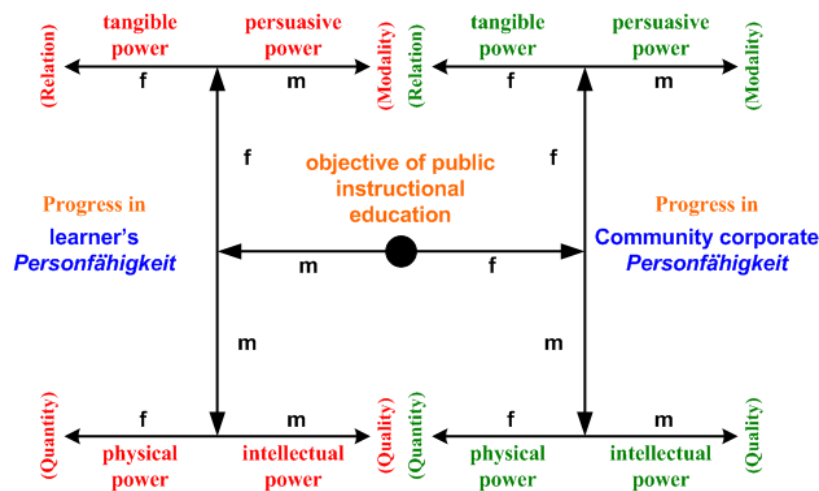 tangible
power
persuasive
power
tangible
power
persuasive
power
(Relation)
f
m
(Modality)
(Relation)
f
m
(Modality)
f
objective of public
instructional
education
f
Progress in
learner's
Personfähigkeit
Progress in
Community corporate
Personfähigkeit
m
f
m
m
(Quantity)
f
m
(Quality)
(Quantity)
f
m
(Quality)
physical
power
intellectual
power
physical
power
intellectual
power